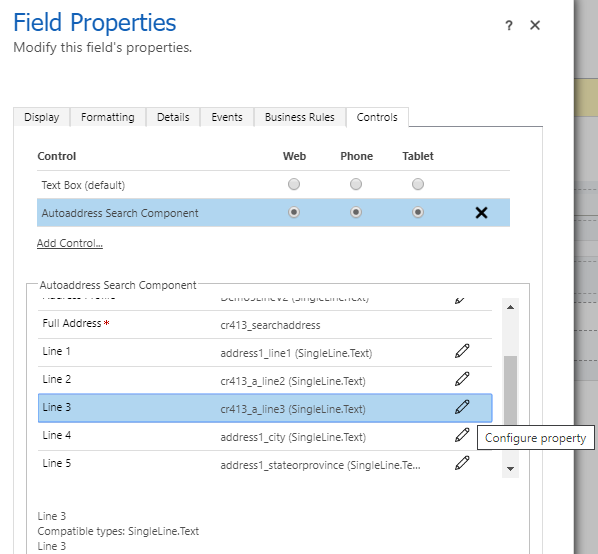 Field Properties
? ×
Modify this field's properties.
Display Formatting Details Events Business Rules Controls
Control Web Phone Tablet
Text Box (default)
Autoaddress Search Component
Add Control...
Autoaddress Search Component
Address Profile Demo5LineV2 (SingleLine.Text)
Full Address * cr413_searchaddress
Line 1 address1_line1 (SingleLine.Text)
Line 2 cr413_a_line2 (SingleLine.Text)
Line 3 cr413_a_line3 (SingleLine.Text)
Line 4 address1_city (SingleLine.Text)
Configure property
Line 5 address1_stateorprovince (SingleLine.Te...
Line 3
Compatible types: SingleLine.Text
Line 3